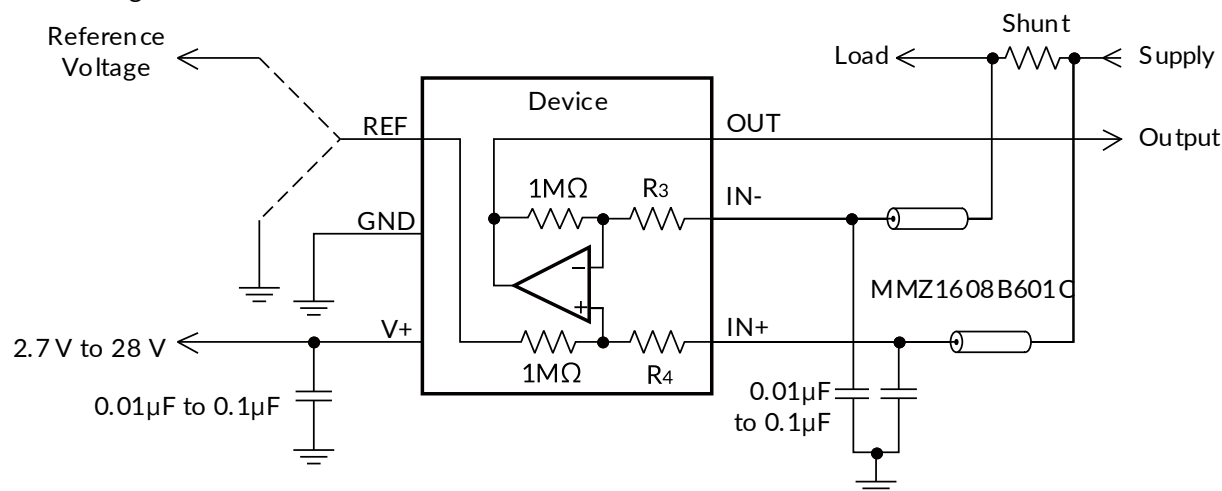 Shunt
Reference
Voltage
Load
Supply
Device
REF
OUT
Output
1MΩ
R3
IN-
GND
MMZ1608B601C
−
+
V+
IN+
2.7 V to 28 V
1MΩ
R4
0.01µF to 0.1µF
0.01µF
to 0.1µF